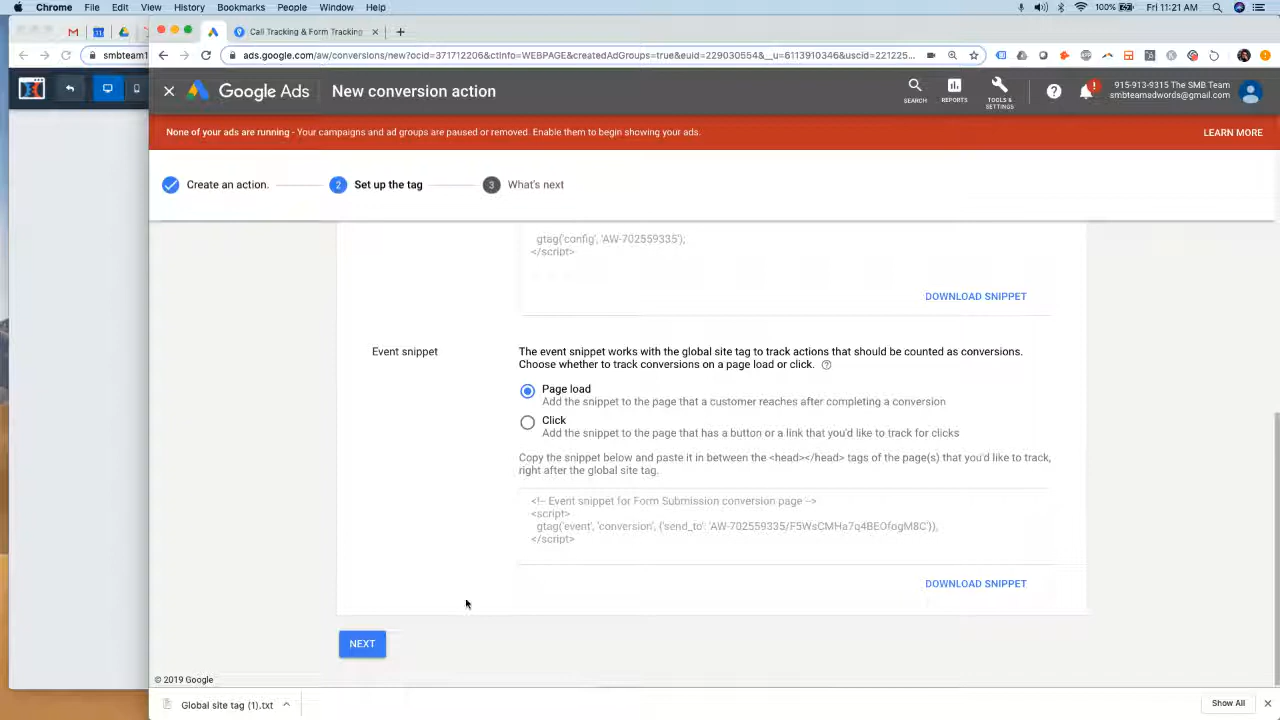 Chrome File Edit View History Bookmarks People Window Help
100% Fri 11:21 AM
Call Tracking & Form Tracking
smbteam1
ads.google.com/aw/conversions/new?ocid=371712206&ctInfo=WEBPAGE&createdAdGroups=true&euid=229030554&__u=6113910346&uscid=221225...
Google Ads
New conversion action
SEARCH
REPORTS
TOOLS &
SETTINGS
915-913-9315 The SMB Team
smbteamadwords@gmail.com
None of your ads are running - Your campaigns and ad groups are paused or removed. Enable them to begin showing your ads.
LEARN MORE
Create an action.
2 Set up the tag
3 What's next
gtag('config', 'AW-702559335');
</script>
DOWNLOAD SNIPPET
Event snippet
The event snippet works with the global site tag to track actions that should be counted as conversions.
Choose whether to track conversions on a page load or click.
Page load
Add the snippet to the page that a customer reaches after completing a conversion
Click
Add the snippet to the page that has a button or a link that you'd like to track for clicks
Copy the snippet below and paste it in between the <head></head> tags of the page(s) that you'd like to track,
right after the global site tag.
<!-- Event snippet for Form Submission conversion page -->
<script>
gtag('event', 'conversion', {'send_to': 'AW-702559335/F5WsCMHa7q4BEOfogM8C'});
</script>
DOWNLOAD SNIPPET
NEXT
© 2019 Google
Global site tag (1).txt
Show All